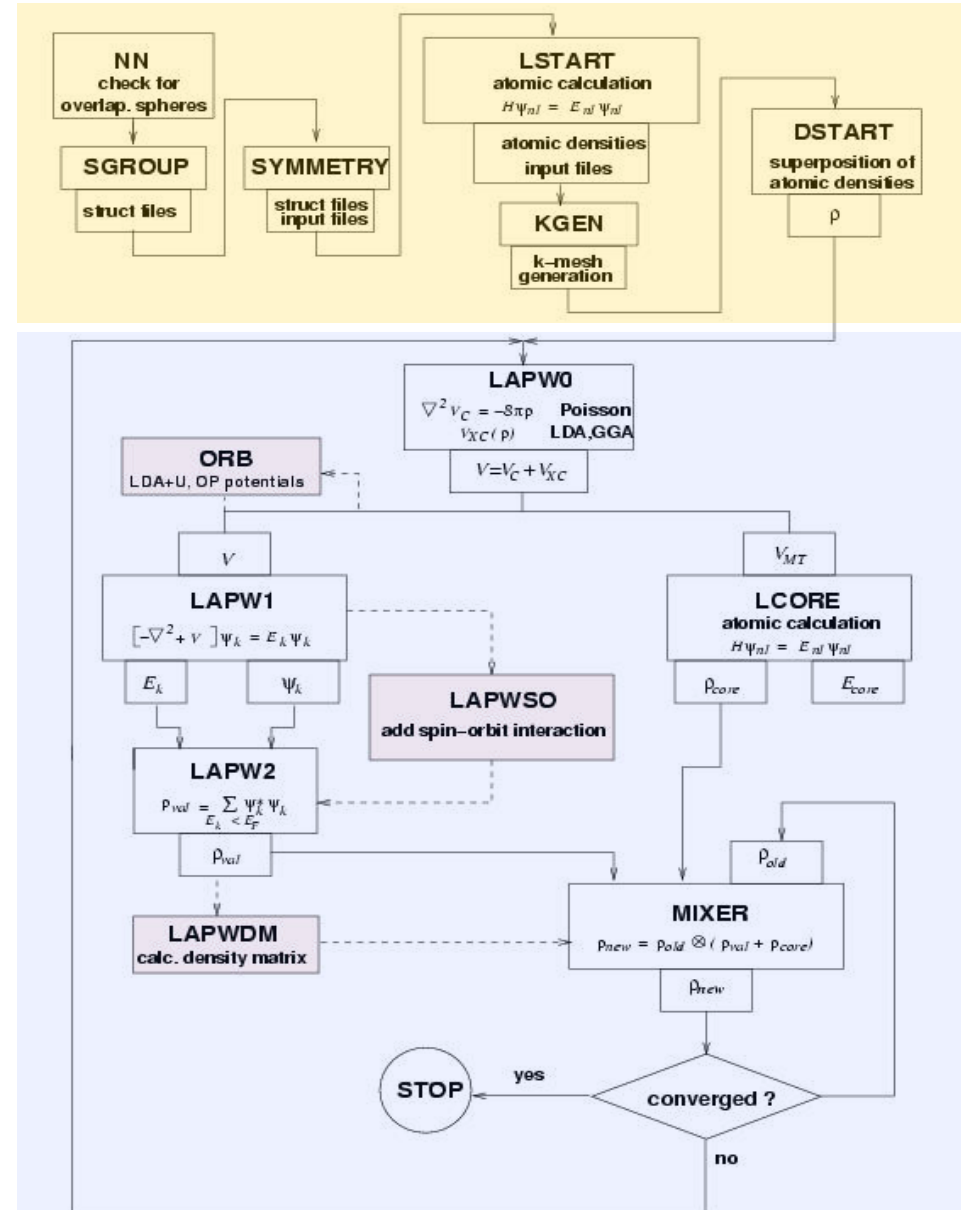 NN
check for
overlap. spheres
SGROUP
struct files
SYMMETRY
struct files
input files
LSTART
atomic calculation
Hψnl = Enl ψnl
atomic densities
input files
KGEN
k-mesh
generation
DSTART
superposition of
atomic densities
ρ
LAPW0
∇²VC = -8πρ Poisson
VXC(ρ) LDA,GGA
V=VC + VXC
ORB
LDA+U, OP potentials
V
LAPW1
[-∇²+V]ψk = Ek ψk
Ek
ψk
LAPWSO
add spin-orbit interaction
VMT
LCORE
atomic calculation
Hψnl = Enl ψnl
ρcore
Ecore
LAPW2
ρval = Σ ψk* ψk
Ek < EF
ρval
LAPWDM
calc. density matrix
ρold
MIXER
ρnew = ρold ⊗ (ρval + ρcore)
ρnew
converged ?
yes
STOP
no